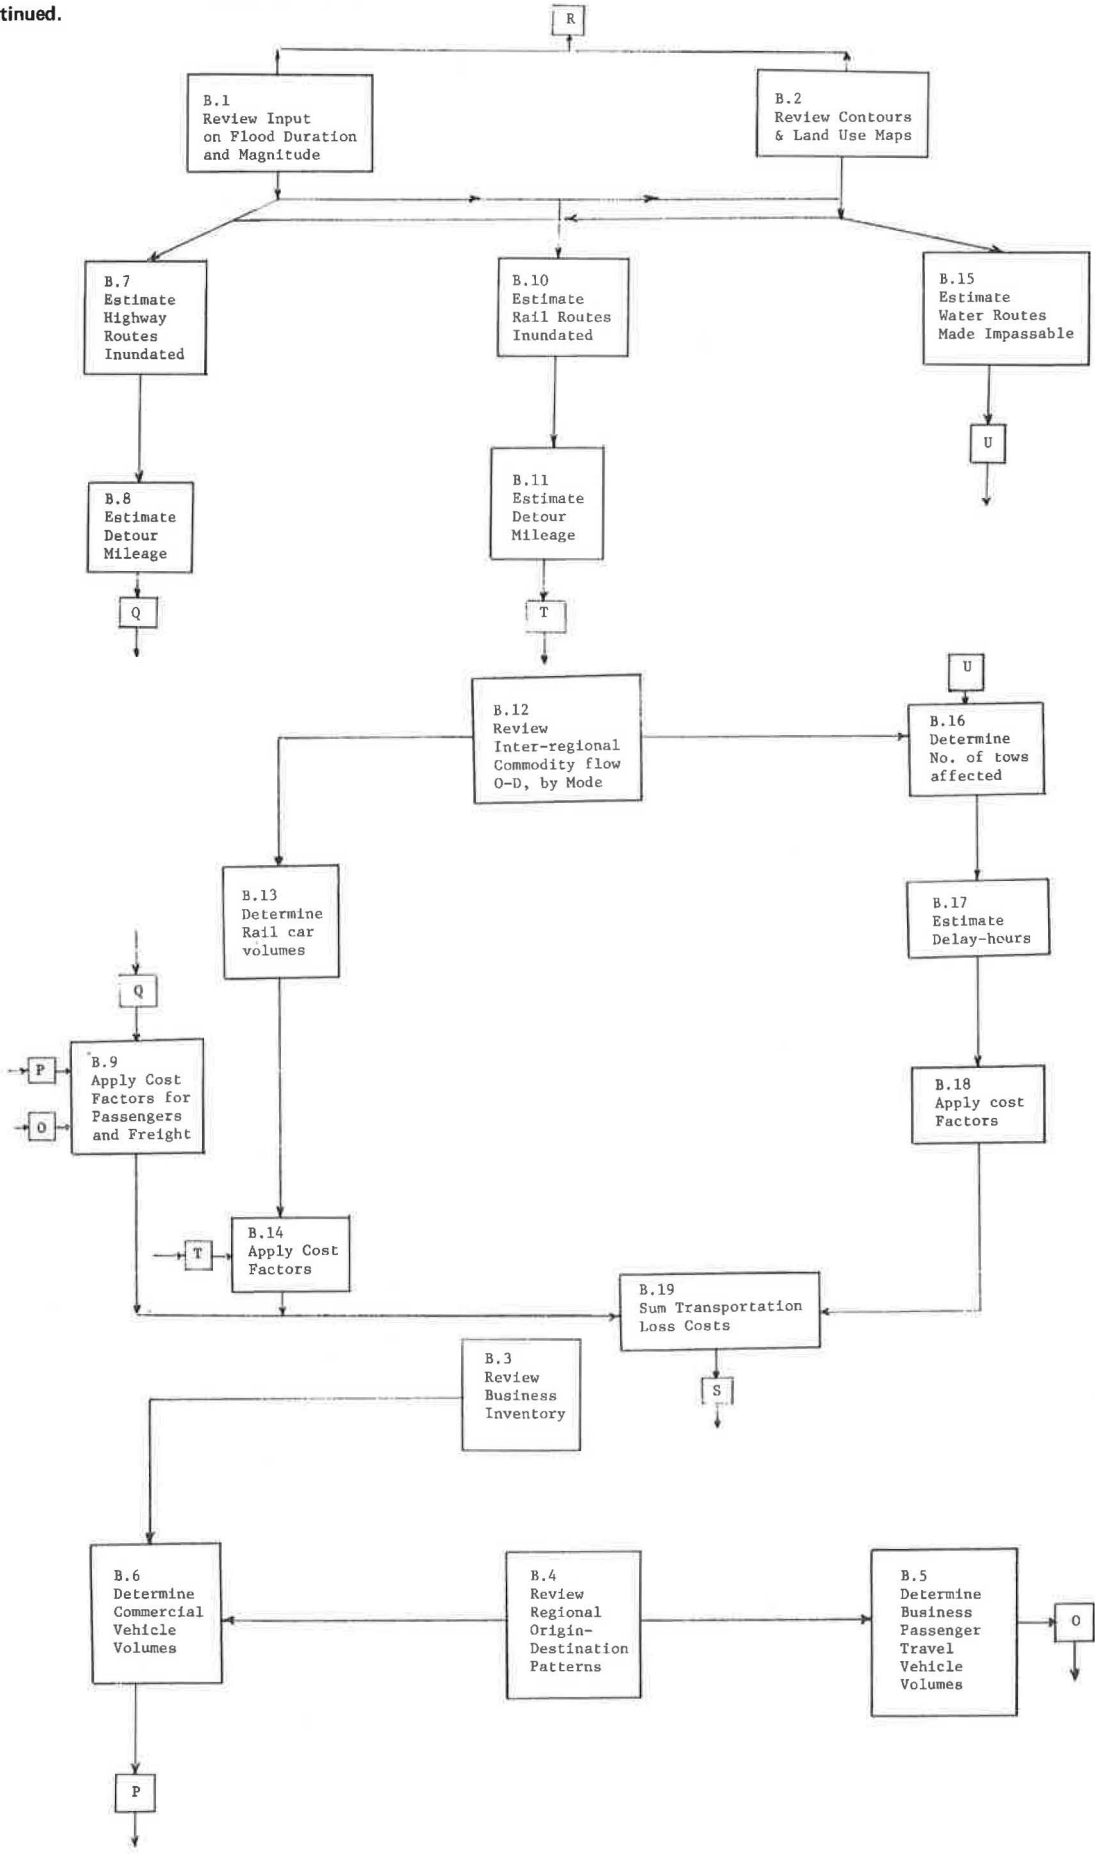 tinued.
R
B.1
Review Input
on Flood Duration
and Magnitude
B.2
Review Contours
& Land Use Maps
B.7
Estimate
Highway
Routes
Inundated
B.10
Estimate
Rail Routes
Inundated
B.15
Estimate
Water Routes
Made Impassable
U
B.8
Estimate
Detour
Mileage
B.11
Estimate
Detour
Mileage
Q
T
U
B.12
Review
Inter-regional
Commodity flow
O-D, by Mode
B.16
Determine
No. of tows
affected
B.13
Determine
Rail car
volumes
B.17
Estimate
Delay-hours
Q
P
O
B.9
Apply Cost
Factors for
Passengers
and Freight
B.18
Apply cost
Factors
T
B.14
Apply Cost
Factors
B.19
Sum Transportation
Loss Costs
S
B.3
Review
Business
Inventory
B.6
Determine
Commercial
Vehicle
Volumes
B.4
Review
Regional
Origin-
Destination
Patterns
B.5
Determine
Business
Passenger
Travel
Vehicle
Volumes
O
P